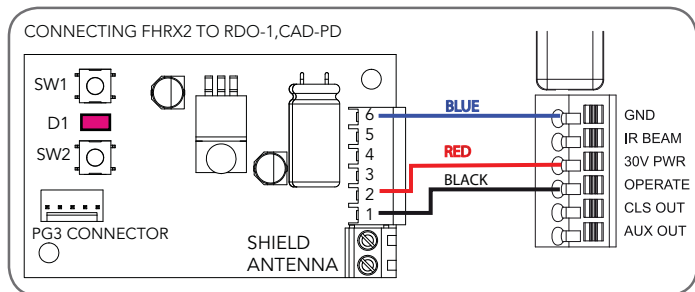 CONNECTING FHRX2 TO RDO-1,CAD-PD
SW1
D1
SW2
PG3 CONNECTOR
SHIELD
ANTENNA
6
5
4
3
2
1
BLUE
RED
BLACK
GND
IR BEAM
30V PWR
OPERATE
CLS OUT
AUX OUT